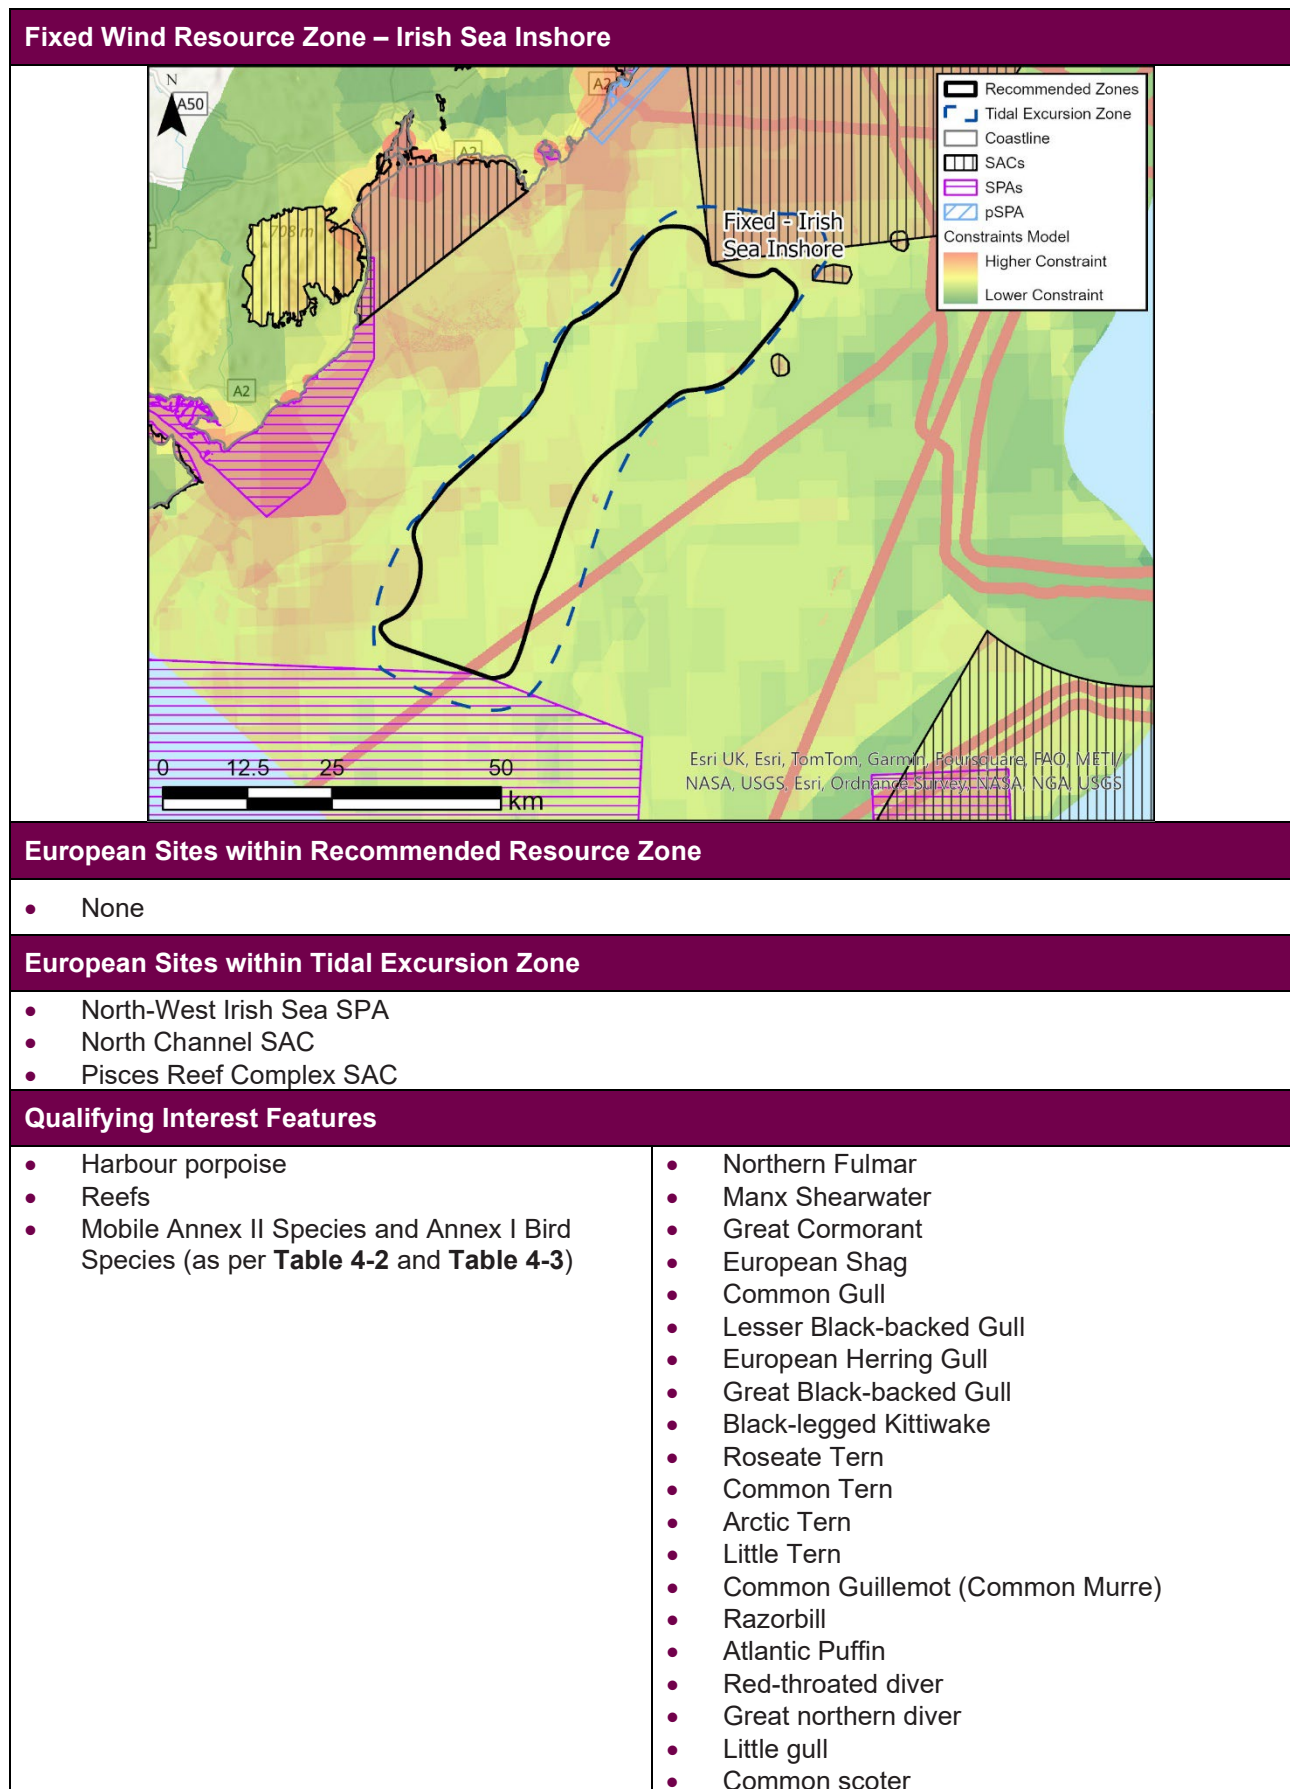 Fixed Wind Resource Zone – Irish Sea Inshore
N
A50
A2
A2
708 m
A2
Fixed - Irish
Sea Inshore
Recommended Zones
Tidal Excursion Zone
Coastline
SACs
SPAs
pSPA
Constraints Model
Higher Constraint
Lower Constraint
0 12.5 25 50
km
Esri UK, Esri, TomTom, Garmin, Foursquare, FAO, METI/
NASA, USGS, Esri, Ordnance Survey, NASA, NGA, USGS
European Sites within Recommended Resource Zone
• None
European Sites within Tidal Excursion Zone
• North-West Irish Sea SPA
• North Channel SAC
• Pisces Reef Complex SAC
Qualifying Interest Features
• Harbour porpoise
• Reefs
• Mobile Annex II Species and Annex I Bird
Species (as per Table 4-2 and Table 4-3)
• Northern Fulmar
• Manx Shearwater
• Great Cormorant
• European Shag
• Common Gull
• Lesser Black-backed Gull
• European Herring Gull
• Great Black-backed Gull
• Black-legged Kittiwake
• Roseate Tern
• Common Tern
• Arctic Tern
• Little Tern
• Common Guillemot (Common Murre)
• Razorbill
• Atlantic Puffin
• Red-throated diver
• Great northern diver
• Little gull
• Common scoter